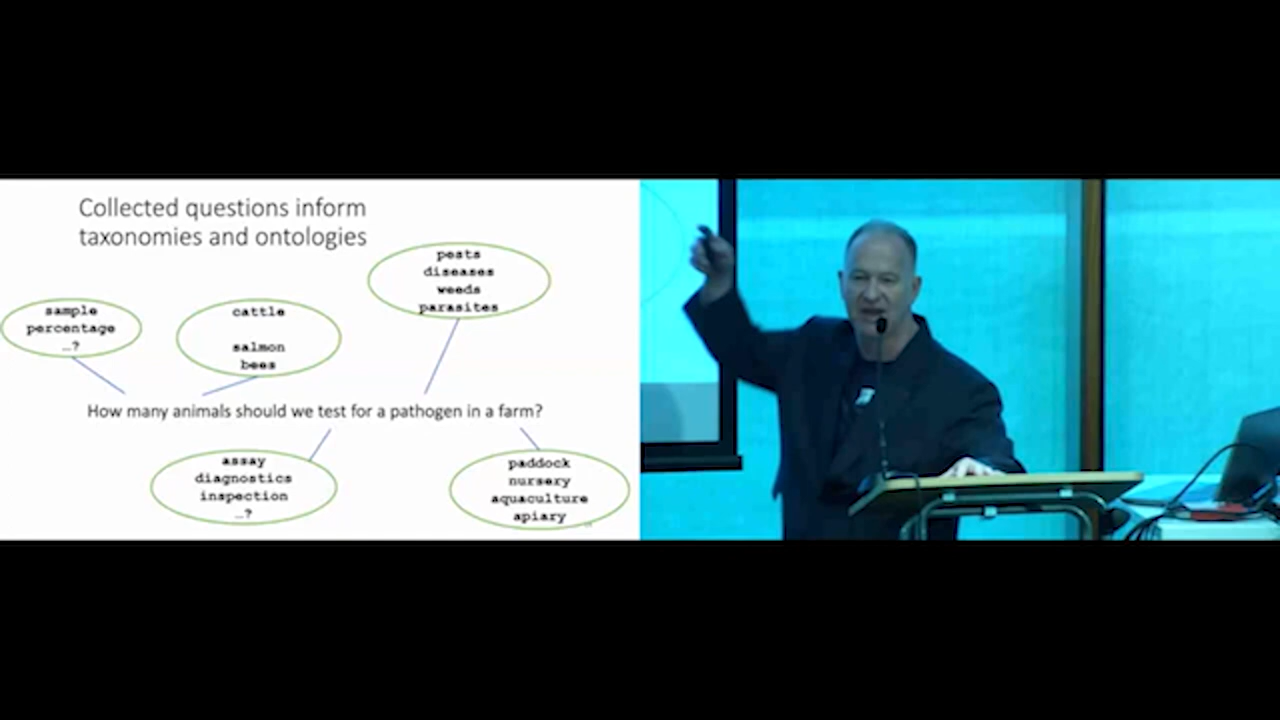 Collected questions inform
taxonomies and ontologies
pests
diseases
weeds
parasites
sample
percentage
…?
cattle
salmon
bees
How many animals should we test for a pathogen in a farm?
assay
diagnostics
inspection
…?
paddock
nursery
aquaculture
apiary